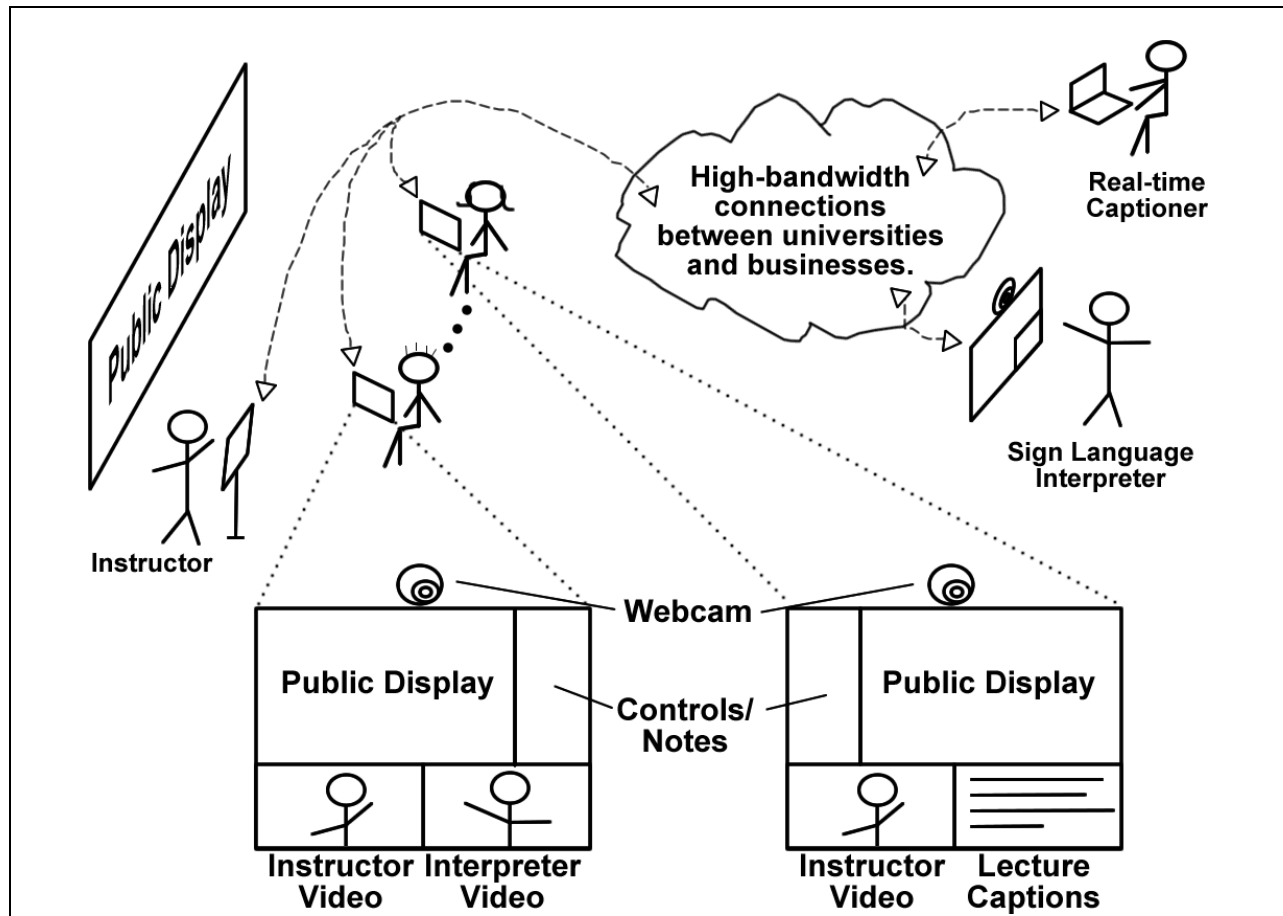 Public Display
High-bandwidth
connections
between universities
and businesses.
Real-time
Captioner
Sign Language
Interpreter
Instructor
Webcam
Public Display
Public Display
Controls/
Notes
Instructor
Video
Interpreter
Video
Instructor
Video
Lecture
Captions